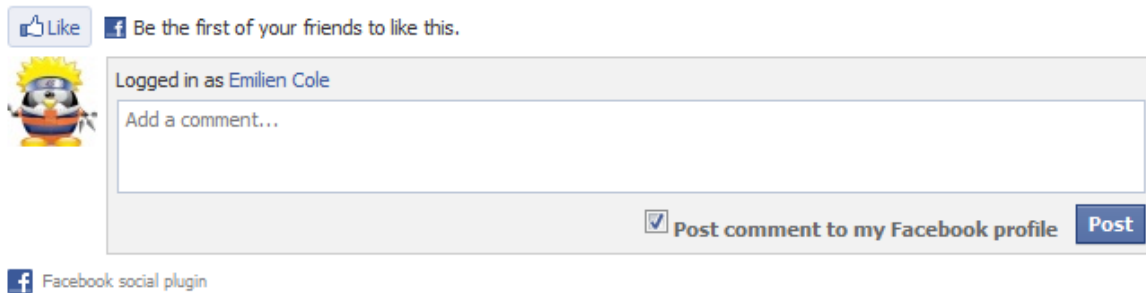 Like Be the first of your friends to like this.
Logged in as Emilien Cole
Add a comment...
Post comment to my Facebook profile Post
Facebook social plugin